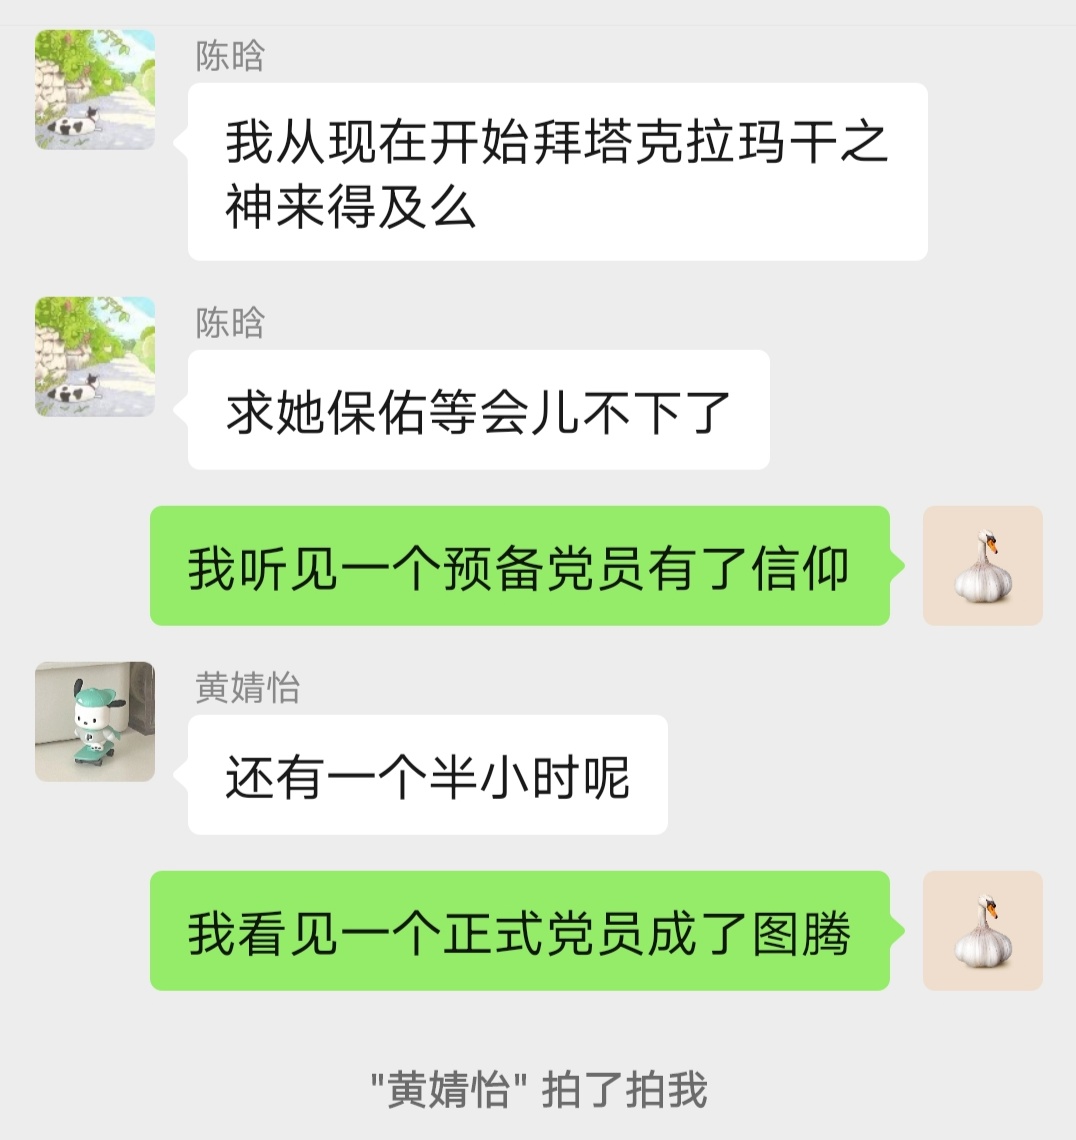 陈晗
我从现在开始拜塔克拉玛干之
神来得及么
陈晗
求她保佑等会儿不下了
我听见一个预备党员有了信仰
黄婧怡
还有一个半小时呢
我看见一个正式党员成了图腾
"黄婧怡" 拍了拍我